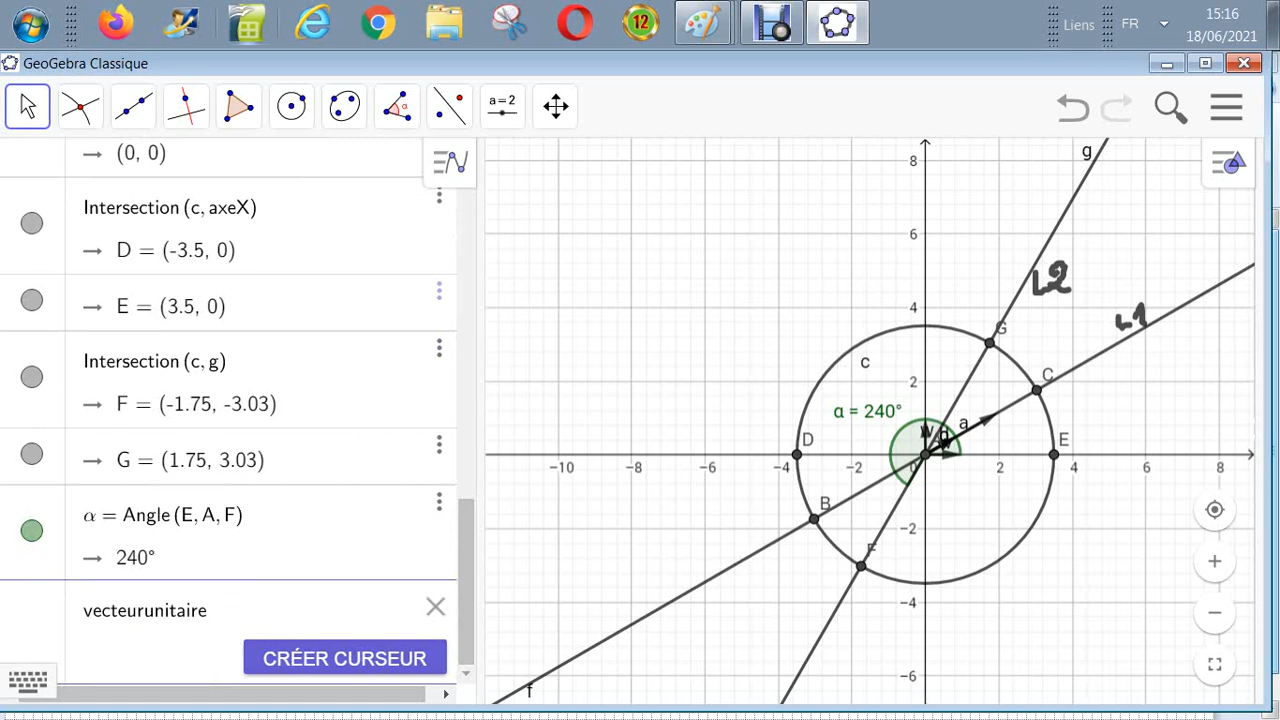 12
Liens
FR
15:16
18/06/2021
GeoGebra Classique
α
a=2
→ (0, 0)
Intersection (c, axeX)
→ D = (-3.5, 0)
→ E = (3.5, 0)
Intersection (c, g)
→ F = (-1.75, -3.03)
→ G = (1.75, 3.03)
α = Angle (E, A, F)
→ 240°
vecteurunitaire
CRÉER CURSEUR
g
8
6
L2
4
L1
G
c
2
C
α = 240°
a
W
D
E
-10
-8
-6
-4
-2
0
2
4
6
8
B
-2
F
-4
-6
f